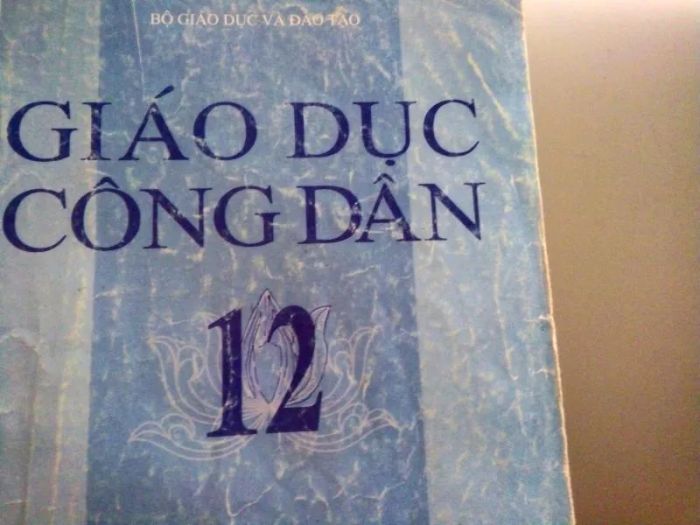 BỘ GIÁO DỤC VÀ ĐÀO TẠO
GIÁO DỤC
CÔNG DÂN
12